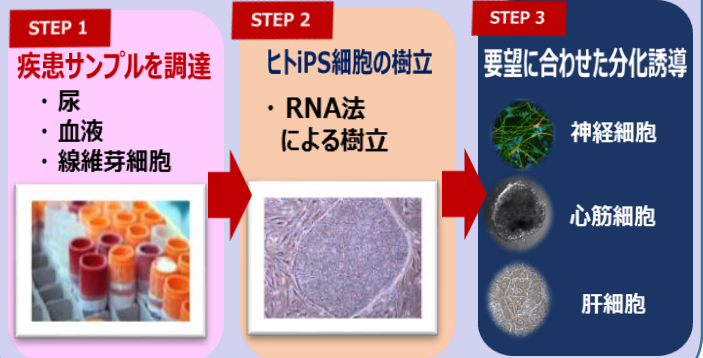 STEP 1
疾患サンプルを調達
・尿
・血液
・線維芽細胞
STEP 2
ヒトiPS細胞の樹立
・RNA法
による樹立
STEP 3
要望に合わせた分化誘導
神経細胞
心筋細胞
肝細胞